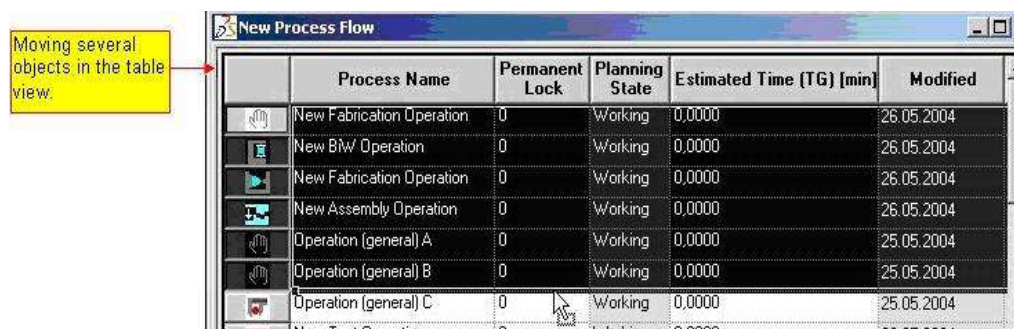 Moving several
objects in the table
view.
New Process Flow
Process Name Permanent Lock Planning State Estimated Time (TG) [min] Modified
New Fabrication Operation 0 Working 0,0000 26.05.2004
New BiW Operation 0 Working 0,0000 26.05.2004
New Fabrication Operation 0 Working 0,0000 26.05.2004
New Assembly Operation 0 Working 0,0000 26.05.2004
Operation (general) A 0 Working 0,0000 25.05.2004
Operation (general) B 0 Working 0,0000 25.05.2004
Operation (general) C 0 Working 0,0000 25.05.2004